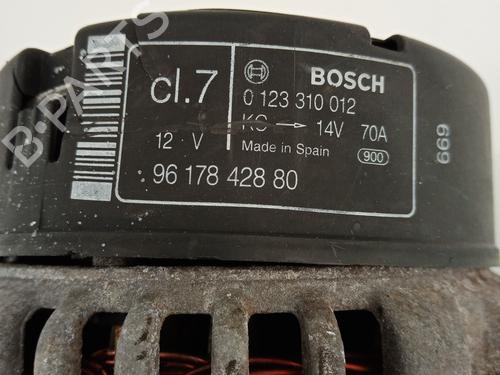 BOSCH
cl.7
0 123 310 012
KC → 14V 70A
12 V
Made in Spain
900
96 178 428 80
699
B-PARTS